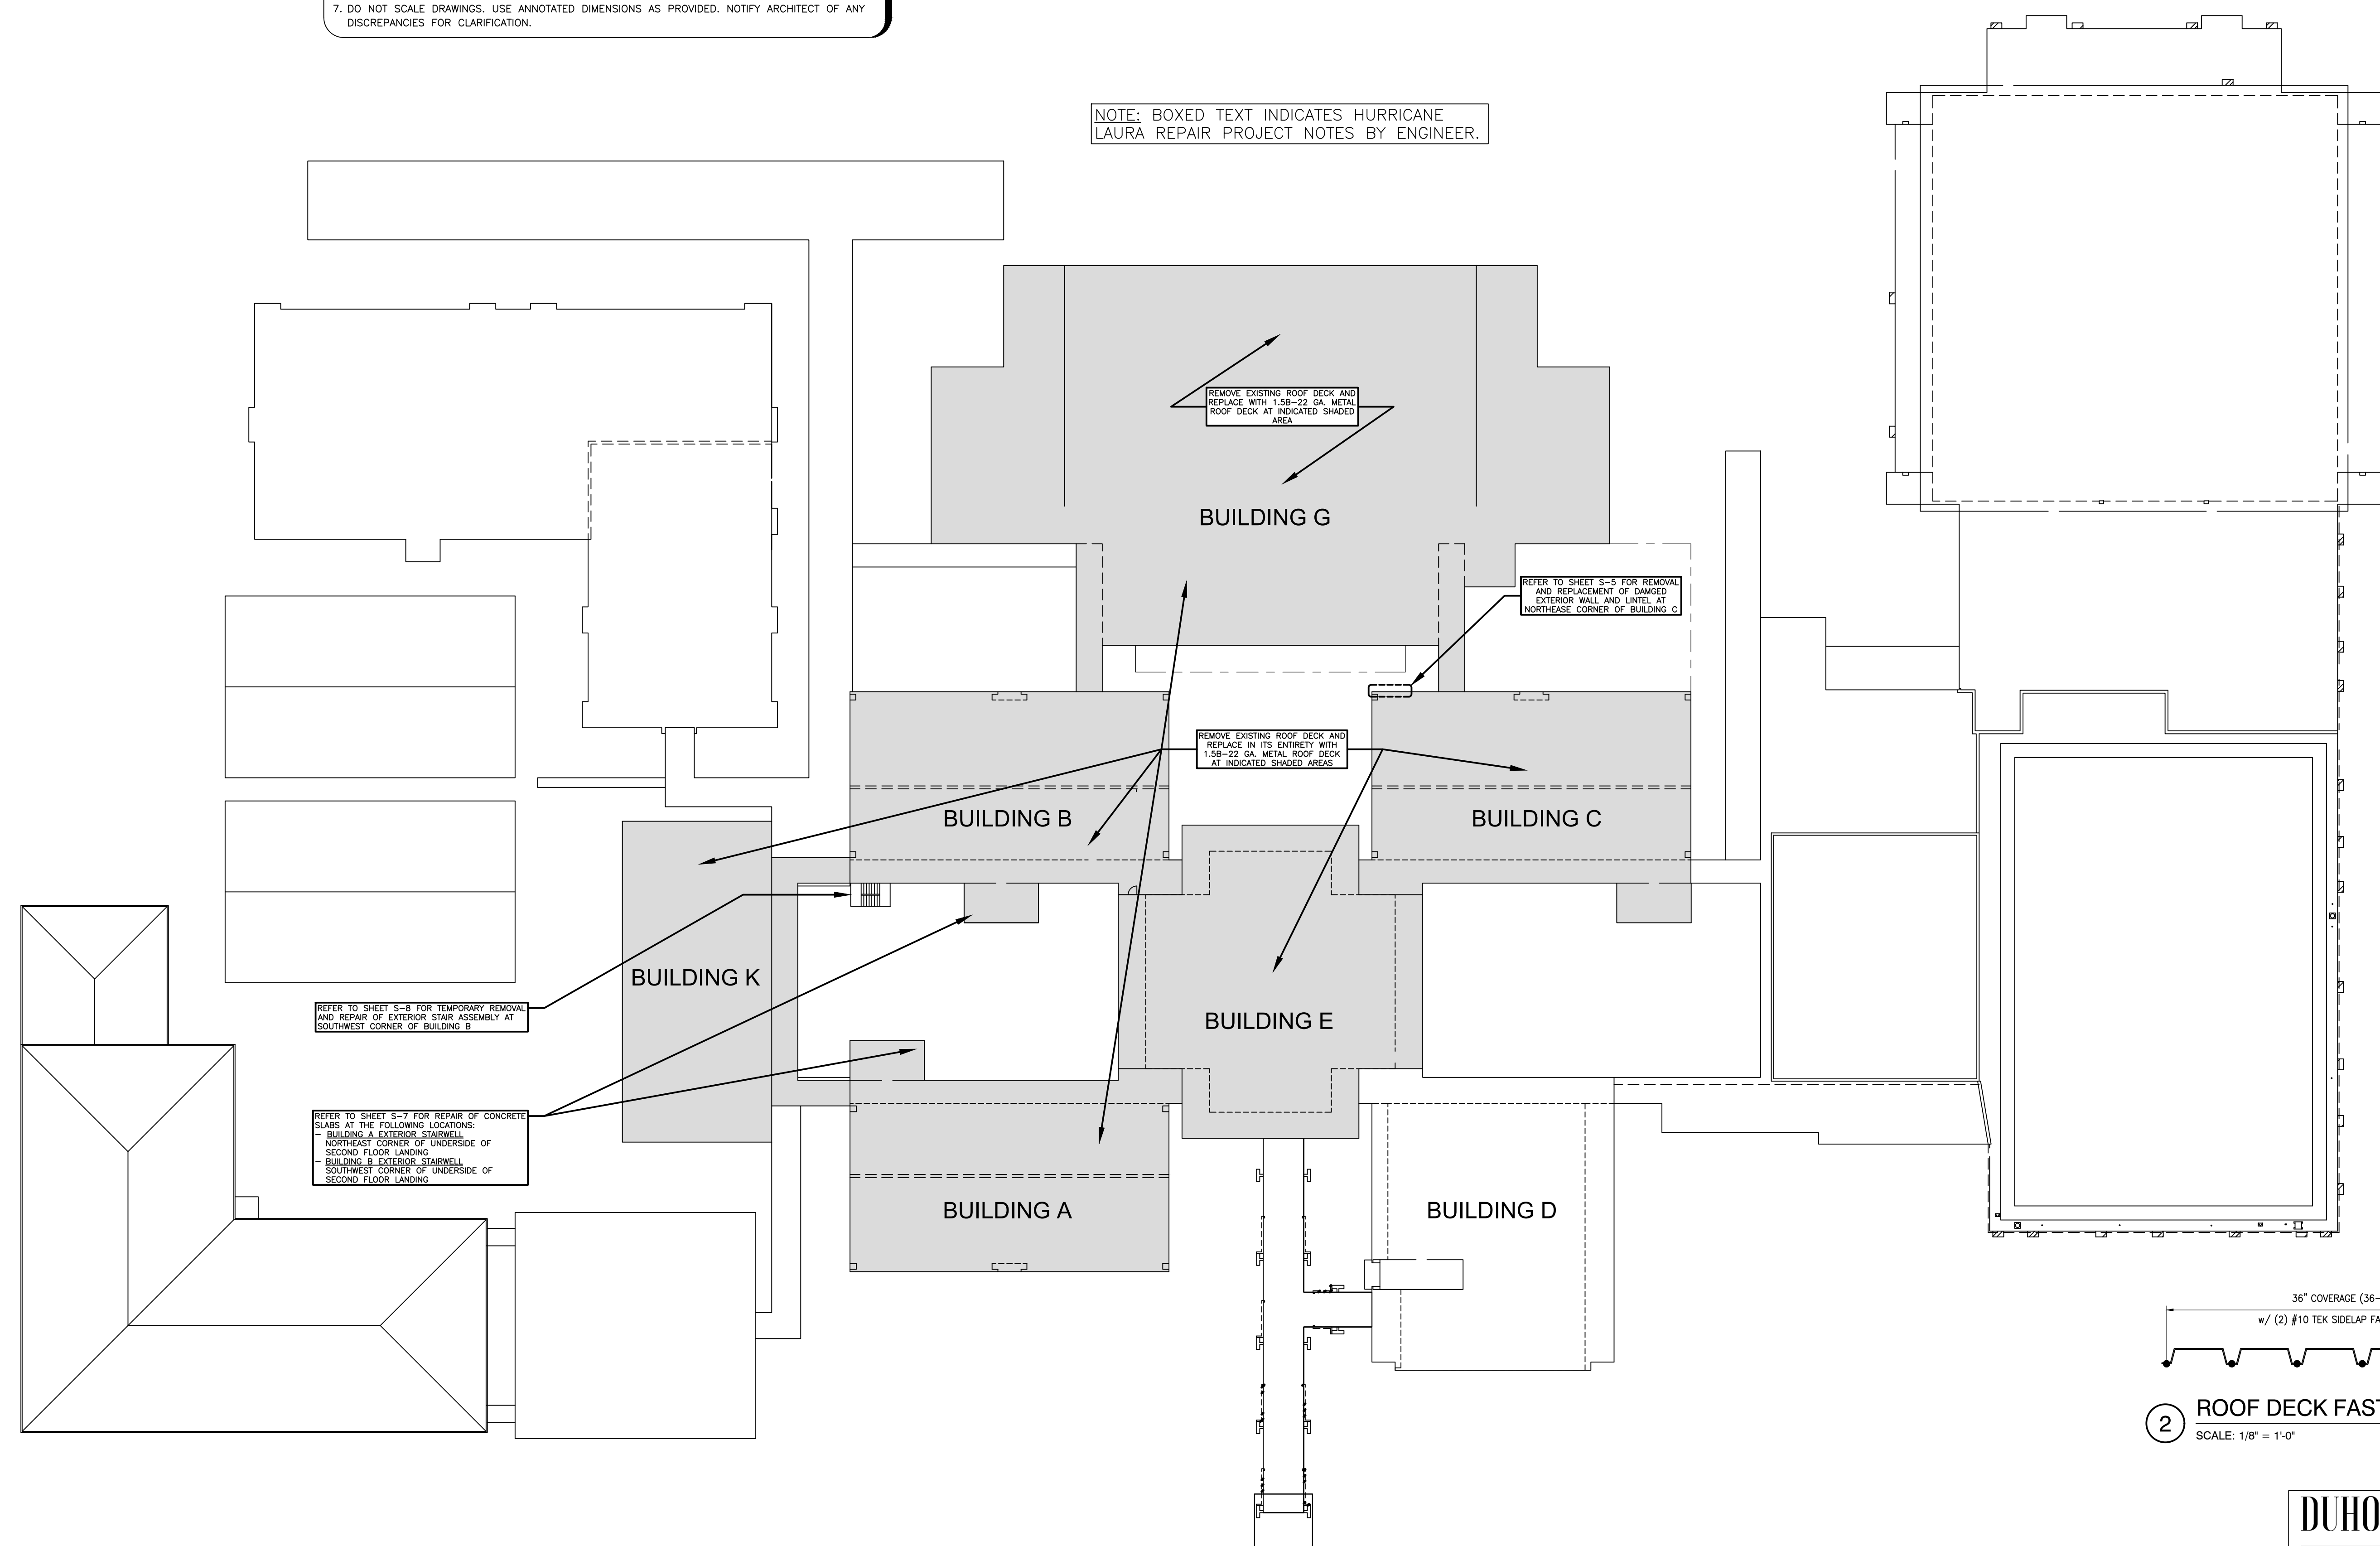 7. DO NOT SCALE DRAWINGS. USE ANNOTATED DIMENSIONS AS PROVIDED. NOTIFY ARCHITECT OF ANY
DISCREPANCIES FOR CLARIFICATION.
NOTE: BOXED TEXT INDICATES HURRICANE
LAURA REPAIR PROJECT NOTES BY ENGINEER.
REMOVE EXISTING ROOF DECK AND
REPLACE WITH 1.5B-22 GA. METAL
ROOF DECK AT INDICATED SHADED
AREA
BUILDING G
REFER TO SHEET S-5 FOR REMOVAL
AND REPLACEMENT OF DAMGED
EXTERIOR WALL AND LINTEL AT
NORTHEASE CORNER OF BUILDING C
REMOVE EXISTING ROOF DECK AND
REPLACE IN ITS ENTIRETY WITH
1.5B-22 GA. METAL ROOF DECK
AT INDICATED SHADED AREAS
BUILDING B
BUILDING C
BUILDING K
BUILDING E
REFER TO SHEET S-8 FOR TEMPORARY REMOVAL
AND REPAIR OF EXTERIOR STAIR ASSEMBLY AT
SOUTHWEST CORNER OF BUILDING B
REFER TO SHEET S-7 FOR REPAIR OF CONCRETE
SLABS AT THE FOLLOWING LOCATIONS:
- BUILDING A EXTERIOR STAIRWELL
NORTHEAST CORNER OF UNDERSIDE OF
SECOND FLOOR LANDING
- BUILDING B EXTERIOR STAIRWELL
SOUTHWEST CORNER OF UNDERSIDE OF
SECOND FLOOR LANDING
BUILDING A
BUILDING D
36" COVERAGE (36-
w/ (2) #10 TEK SIDELAP FA
2
ROOF DECK FAST
SCALE: 1/8" = 1'-0"
DUHO